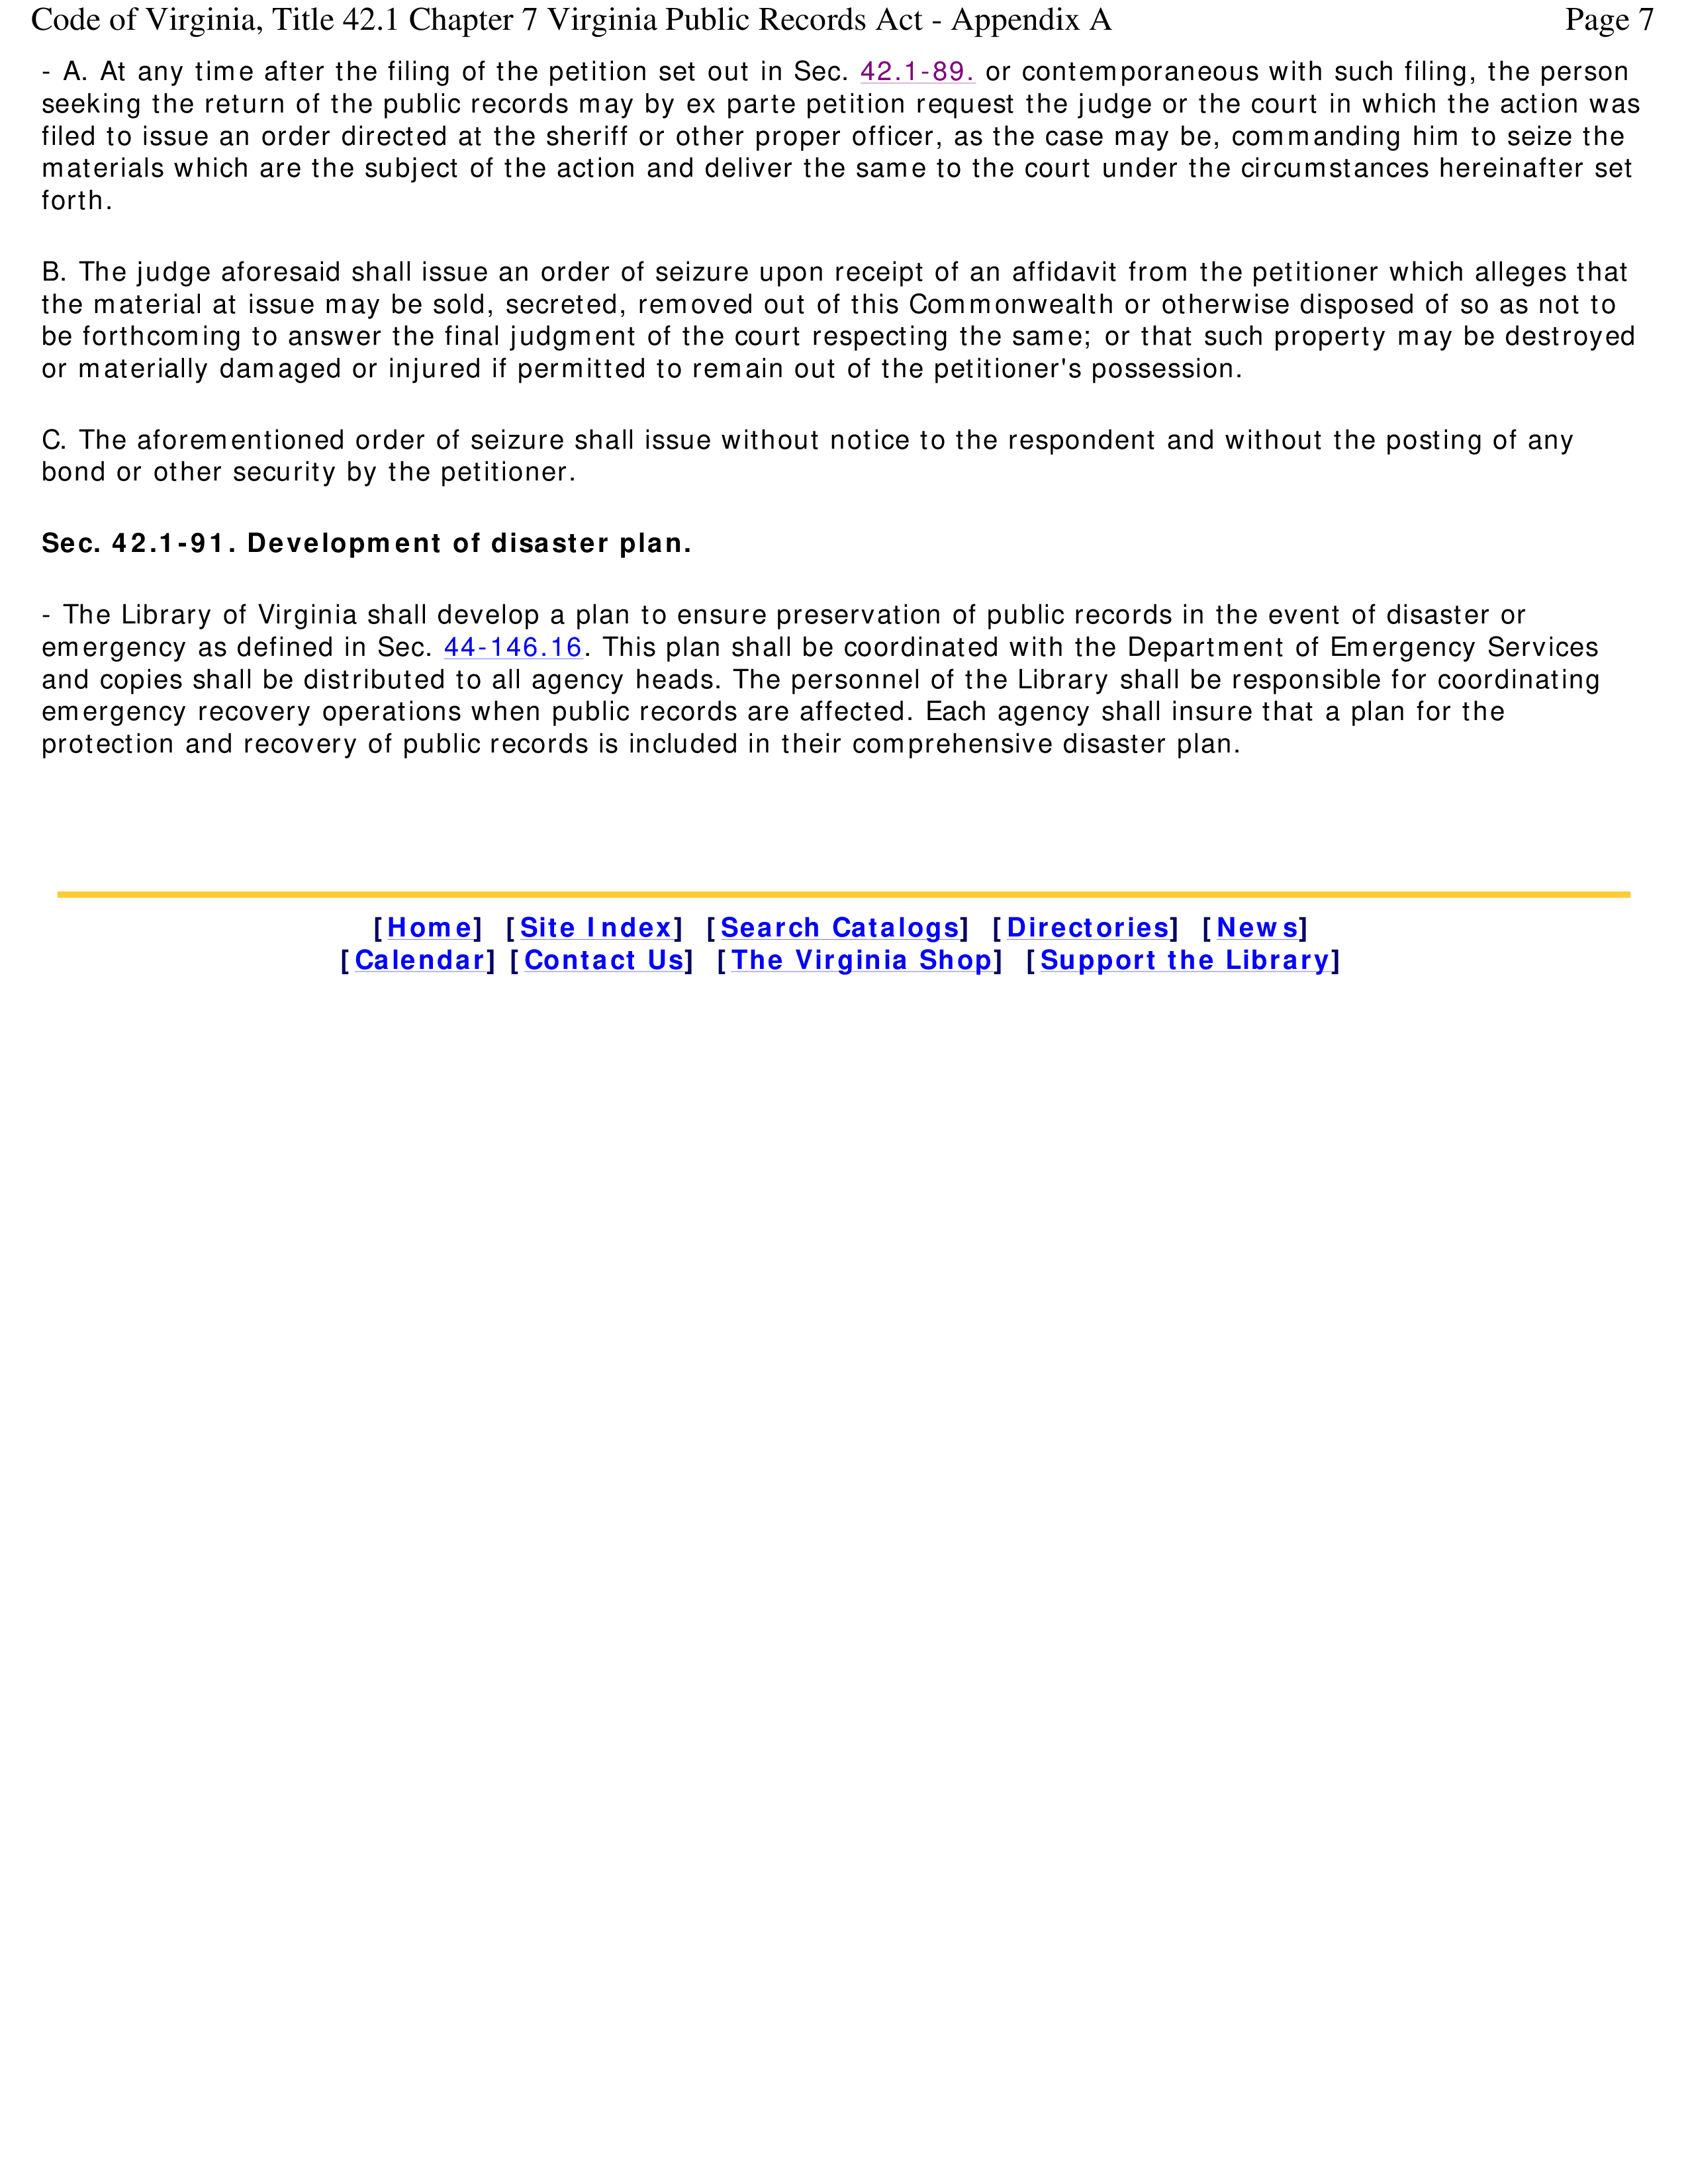 Code of Virginia, Title 42.1 Chapter 7 Virginia Public Records Act - Appendix A Page 7
- A. At any time after the filing of the petition set out in Sec. 42.1-89. or contemporaneous with such filing, the person
seeking the return of the public records may by ex parte petition request the judge or the court in which the action was
filed to issue an order directed at the sheriff or other proper officer, as the case may be, commanding him to seize the
materials which are the subject of the action and deliver the same to the court under the circumstances hereinafter set
forth.
B. The judge aforesaid shall issue an order of seizure upon receipt of an affidavit from the petitioner which alleges that
the material at issue may be sold, secreted, removed out of this Commonwealth or otherwise disposed of so as not to
be forthcoming to answer the final judgment of the court respecting the same; or that such property may be destroyed
or materially damaged or injured if permitted to remain out of the petitioner's possession.
C. The aforementioned order of seizure shall issue without notice to the respondent and without the posting of any
bond or other security by the petitioner.
Sec. 42.1-91. Development of disaster plan.
- The Library of Virginia shall develop a plan to ensure preservation of public records in the event of disaster or
emergency as defined in Sec. 44-146.16. This plan shall be coordinated with the Department of Emergency Services
and copies shall be distributed to all agency heads. The personnel of the Library shall be responsible for coordinating
emergency recovery operations when public records are affected. Each agency shall insure that a plan for the
protection and recovery of public records is included in their comprehensive disaster plan.
[Home] [Site Index] [Search Catalogs] [Directories] [News]
[Calendar] [Contact Us] [The Virginia Shop] [Support the Library]